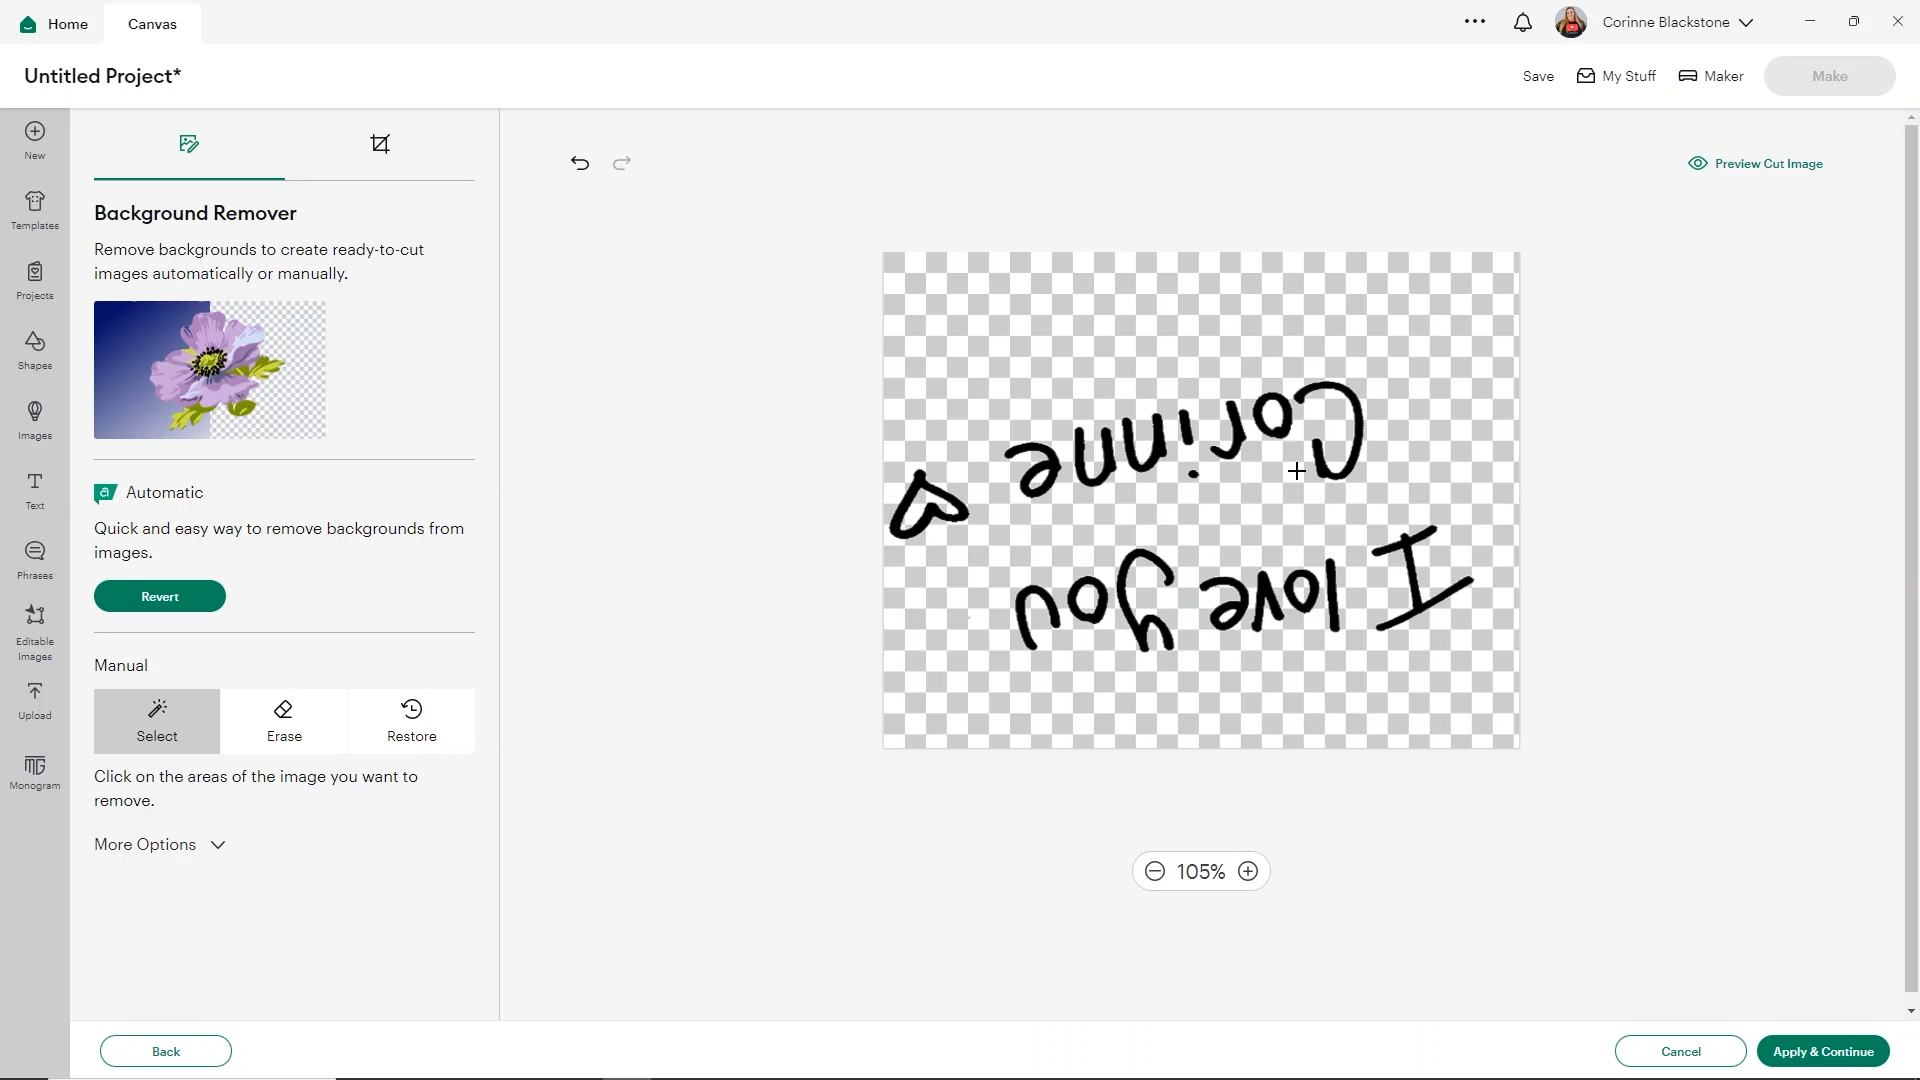 Home
Canvas
Corinne Blackstone
Untitled Project*
Save
My Stuff
Maker
Make
New
Templates
Projects
Shapes
Images
Text
Phrases
Editable
Images
Upload
Monogram
Background Remover
Remove backgrounds to create ready-to-cut
images automatically or manually.
a Automatic
Quick and easy way to remove backgrounds from
images.
Revert
Manual
Select
Erase
Restore
Click on the areas of the image you want to
remove.
More Options
Preview Cut Image
I love you
Corinne
105%
Back
Cancel
Apply & Continue